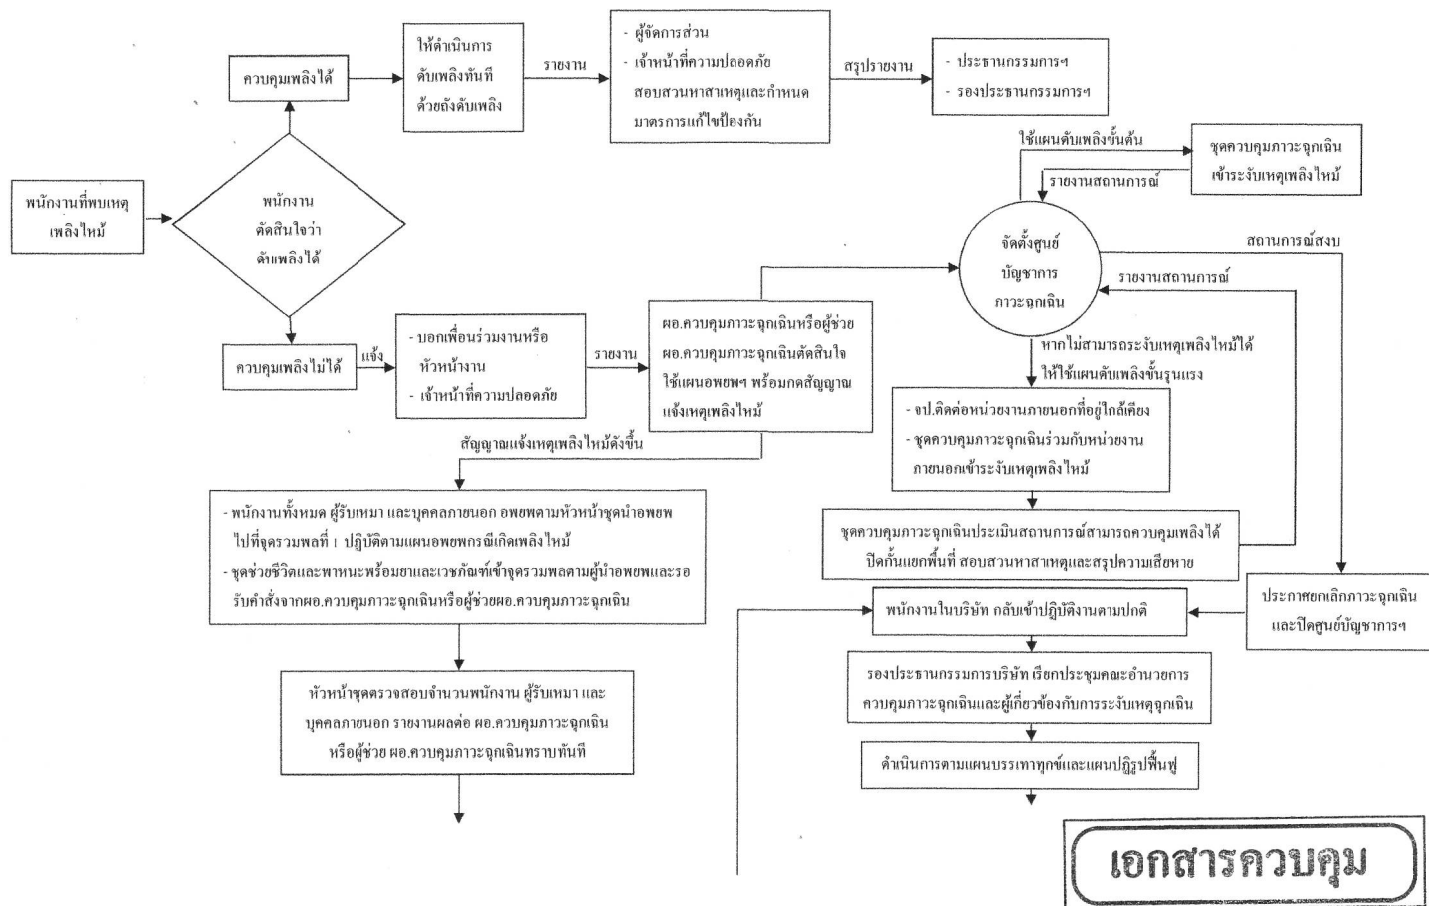 พนักงานที่พบเหตุ
เพลิงไหม้
พนักงาน
ตัดสินใจว่า
ดับเพลิงได้
ควบคุมเพลิงได้
ให้ดำเนินการ
ดับเพลิงทันที
ด้วยถังดับเพลิง
รายงาน
- ผู้จัดการส่วน
- เจ้าหน้าที่ความปลอดภัย
สอบสวนหาสาเหตุและกำหนด
มาตรการแก้ไขป้องกัน
สรุปรายงาน
- ประธานกรรมการฯ
- รองประธานกรรมการฯ
ควบคุมเพลิงไม่ได้
แจ้ง
- บอกเพื่อนร่วมงานหรือ
หัวหน้างาน
- เจ้าหน้าที่ความปลอดภัย
รายงาน
ผอ.ควบคุมภาวะฉุกเฉินหรือผู้ช่วย
ผอ.ควบคุมภาวะฉุกเฉินตัดสินใจ
ใช้แผนอพยพฯ พร้อมกดสัญญาณ
แจ้งเหตุเพลิงไหม้
สัญญาณแจ้งเหตุเพลิงไหม้ดังขึ้น
- พนักงานทั้งหมด ผู้รับเหมา และบุคคลภายนอก อพยพตามหัวหน้าชุดนำอพยพ
ไปที่จุดรวมพลที่ 1 ปฏิบัติตามแผนอพยพกรณีเกิดเพลิงไหม้
- ชุดช่วยชีวิตและพาหนะพร้อมยาและเวชภัณฑ์เข้าจุดรวมพลตามผู้นำอพยพและรอ
รับคำสั่งจากผอ.ควบคุมภาวะฉุกเฉินหรือผู้ช่วยผอ.ควบคุมภาวะฉุกเฉิน
หัวหน้าชุดตรวจสอบจำนวนพนักงาน ผู้รับเหมา และ
บุคคลภายนอก รายงานผลต่อ ผอ.ควบคุมภาวะฉุกเฉิน
หรือผู้ช่วย ผอ.ควบคุมภาวะฉุกเฉินทราบทันที
จัดตั้งศูนย์
บัญชาการ
ภาวะฉุกเฉิน
ใช้แผนดับเพลิงขั้นต้น
รายงานสถานการณ์
ชุดควบคุมภาวะฉุกเฉิน
เข้าระงับเหตุเพลิงไหม้
สถานการณ์สงบ
รายงานสถานการณ์
หากไม่สามารถระงับเหตุเพลิงไหม้ได้
ให้ใช้แผนดับเพลิงขั้นรุนแรง
- จป.ติดต่อหน่วยงานภายนอกที่อยู่ใกล้เคียง
- ชุดควบคุมภาวะฉุกเฉินร่วมกับหน่วยงาน
ภายนอกเข้าระงับเหตุเพลิงไหม้
ชุดควบคุมภาวะฉุกเฉินประเมินสถานการณ์สามารถควบคุมเพลิงได้
ปิดกั้นแยกพื้นที่ สอบสวนหาสาเหตุและสรุปความเสียหาย
ประกาศยกเลิกภาวะฉุกเฉิน
และปิดศูนย์บัญชาการฯ
พนักงานในบริษัท กลับเข้าปฏิบัติงานตามปกติ
รองประธานกรรมการบริษัท เรียกประชุมคณะอำนวยการ
ควบคุมภาวะฉุกเฉินและผู้เกี่ยวข้องกับการระงับเหตุฉุกเฉิน
ดำเนินการตามแผนบรรเทาทุกข์และแผนปฏิรูปฟื้นฟู
เอกสารควบคุม